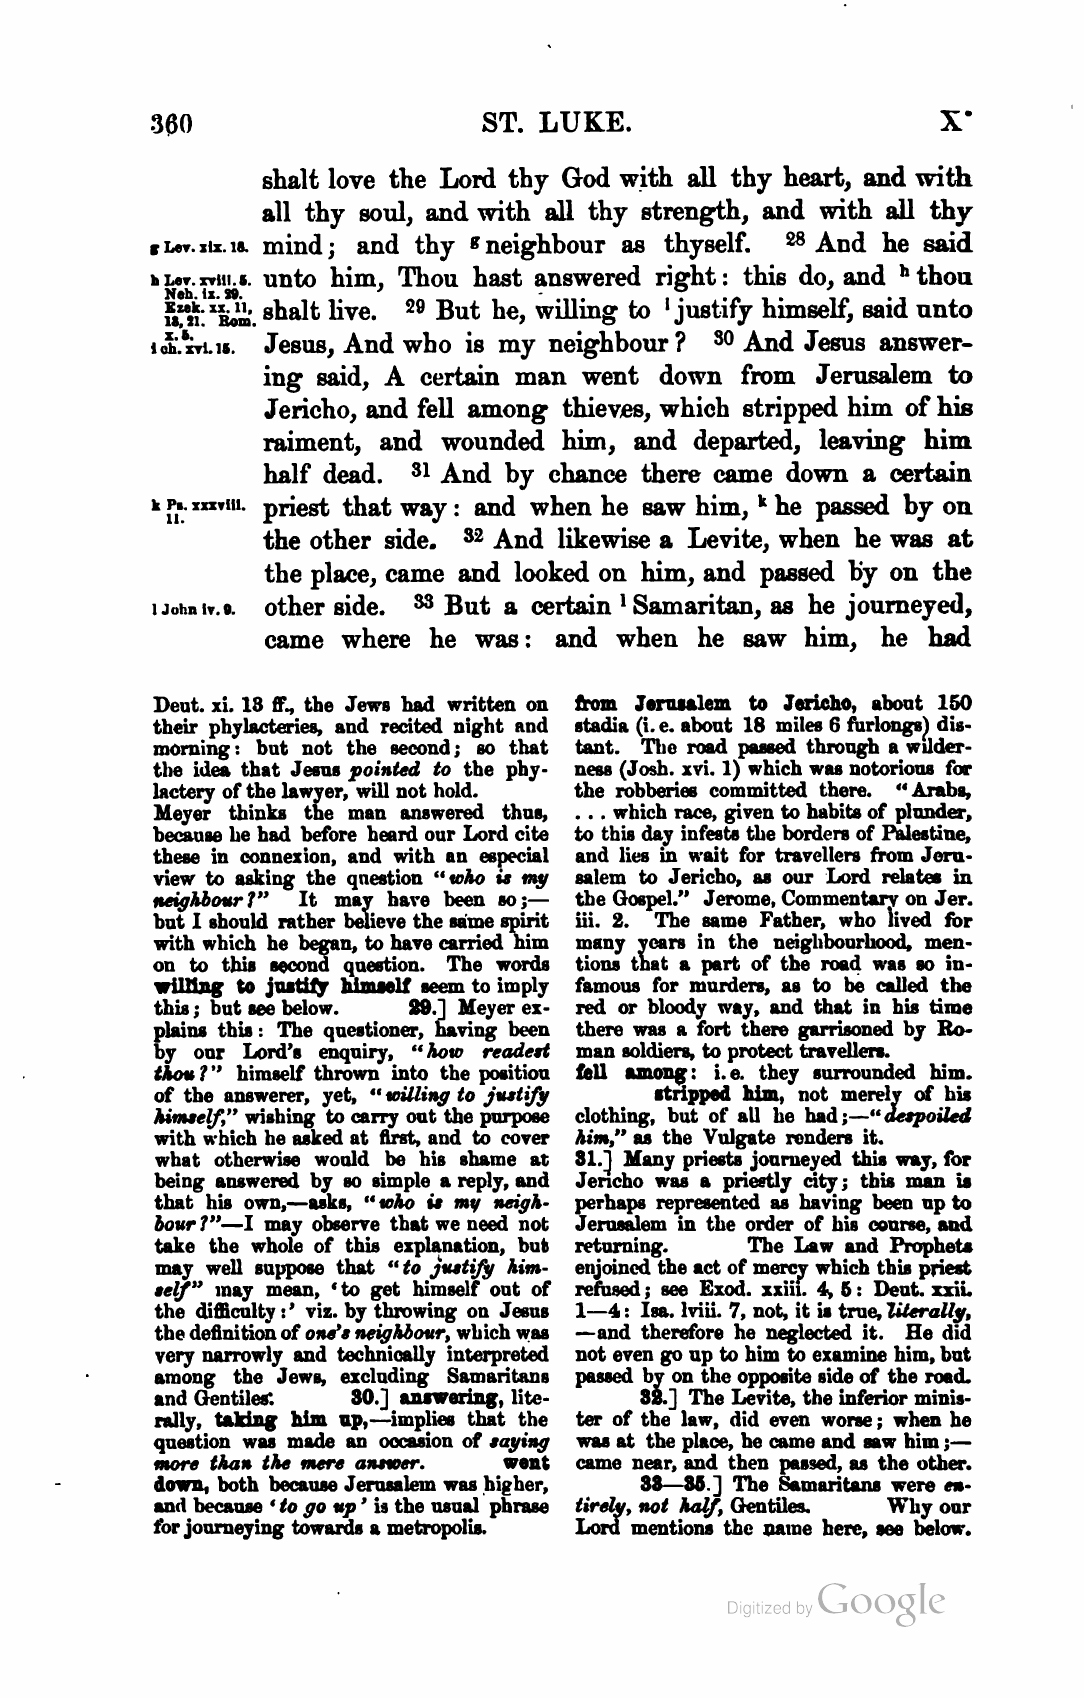 360 ST. LUKE. X.
shalt love the Lord thy God with all thy heart, and with
all thy soul, and with all thy strength, and with all thy
g Lev. xix. 18. mind; and thy g neighbour as thyself. 28 And he said
h Lev. xviii. 5. Neh. ix. 29. unto him, Thou hast answered right: this do, and h thou
Ezek. xx. 11, 13, 21. Rom. x. 5. shalt live. 29 But he, willing to i justify himself, said unto
i ch. xvi. 15. Jesus, And who is my neighbour? 30 And Jesus answer-
ing said, A certain man went down from Jerusalem to
Jericho, and fell among thieves, which stripped him of his
raiment, and wounded him, and departed, leaving him
half dead. 31 And by chance there came down a certain
k Ps. xxxviii. 11. priest that way: and when he saw him, k he passed by on
the other side. 32 And likewise a Levite, when he was at
the place, came and looked on him, and passed by on the
l John iv. 9. other side. 33 But a certain l Samaritan, as he journeyed,
came where he was: and when he saw him, he had
Deut. xi. 13 ff., the Jews had written on
their phylacteries, and recited night and
morning: but not the second; so that
the idea that Jesus pointed to the phy-
lactery of the lawyer, will not hold.
Meyer thinks the man answered thus,
because he had before heard our Lord cite
these in connexion, and with an especial
view to asking the question "who is my
neighbour?" It may have been so;—
but I should rather believe the same spirit
with which he began, to have carried him
on to this second question. The words
willing to justify himself seem to imply
this; but see below. 29.] Meyer ex-
plains this: The questioner, having been
by our Lord's enquiry, "how readest
thou?" himself thrown into the position
of the answerer, yet, "willing to justify
himself," wishing to carry out the purpose
with which he asked at first, and to cover
what otherwise would be his shame at
being answered by so simple a reply, and
that his own,—asks, "who is my neigh-
bour?"—I may observe that we need not
take the whole of this explanation, but
may well suppose that "to justify him-
self" may mean, 'to get himself out of
the difficulty:' viz. by throwing on Jesus
the definition of one's neighbour, which was
very narrowly and technically interpreted
among the Jews, excluding Samaritans
and Gentiles. 30.] answering, lite-
rally, taking him up,—implies that the
question was made an occasion of saying
more than the mere answer. went
down, both because Jerusalem was higher,
and because 'to go up' is the usual phrase
for journeying towards a metropolis.
from Jerusalem to Jericho, about 150
stadia (i. e. about 18 miles 6 furlongs) dis-
tant. The road passed through a wilder-
ness (Josh. xvi. 1) which was notorious for
the robberies committed there. "Arabs,
... which race, given to habits of plunder,
to this day infests the borders of Palestine,
and lies in wait for travellers from Jeru-
salem to Jericho, as our Lord relates in
the Gospel." Jerome, Commentary on Jer.
iii. 2. The same Father, who lived for
many years in the neighbourhood, men-
tions that a part of the road was so in-
famous for murders, as to be called the
red or bloody way, and that in his time
there was a fort there garrisoned by Ro-
man soldiers, to protect travellers.
fell among: i. e. they surrounded him.
stripped him, not merely of his
clothing, but of all he had;—"despoiled
him," as the Vulgate renders it.
31.] Many priests journeyed this way, for
Jericho was a priestly city; this man is
perhaps represented as having been up to
Jerusalem in the order of his course, and
returning. The Law and Prophets
enjoined the act of mercy which this priest
refused; see Exod. xxiii. 4, 5: Deut. xxii.
1—4: Isa. lviii. 7, not, it is true, literally,
—and therefore he neglected it. He did
not even go up to him to examine him, but
passed by on the opposite side of the road.
32.] The Levite, the inferior minis-
ter of the law, did even worse; when he
was at the place, he came and saw him;—
came near, and then passed, as the other.
33—35.] The Samaritans were en-
tirely, not half, Gentiles. Why our
Lord mentions the name here, see below.
Digitized by Google